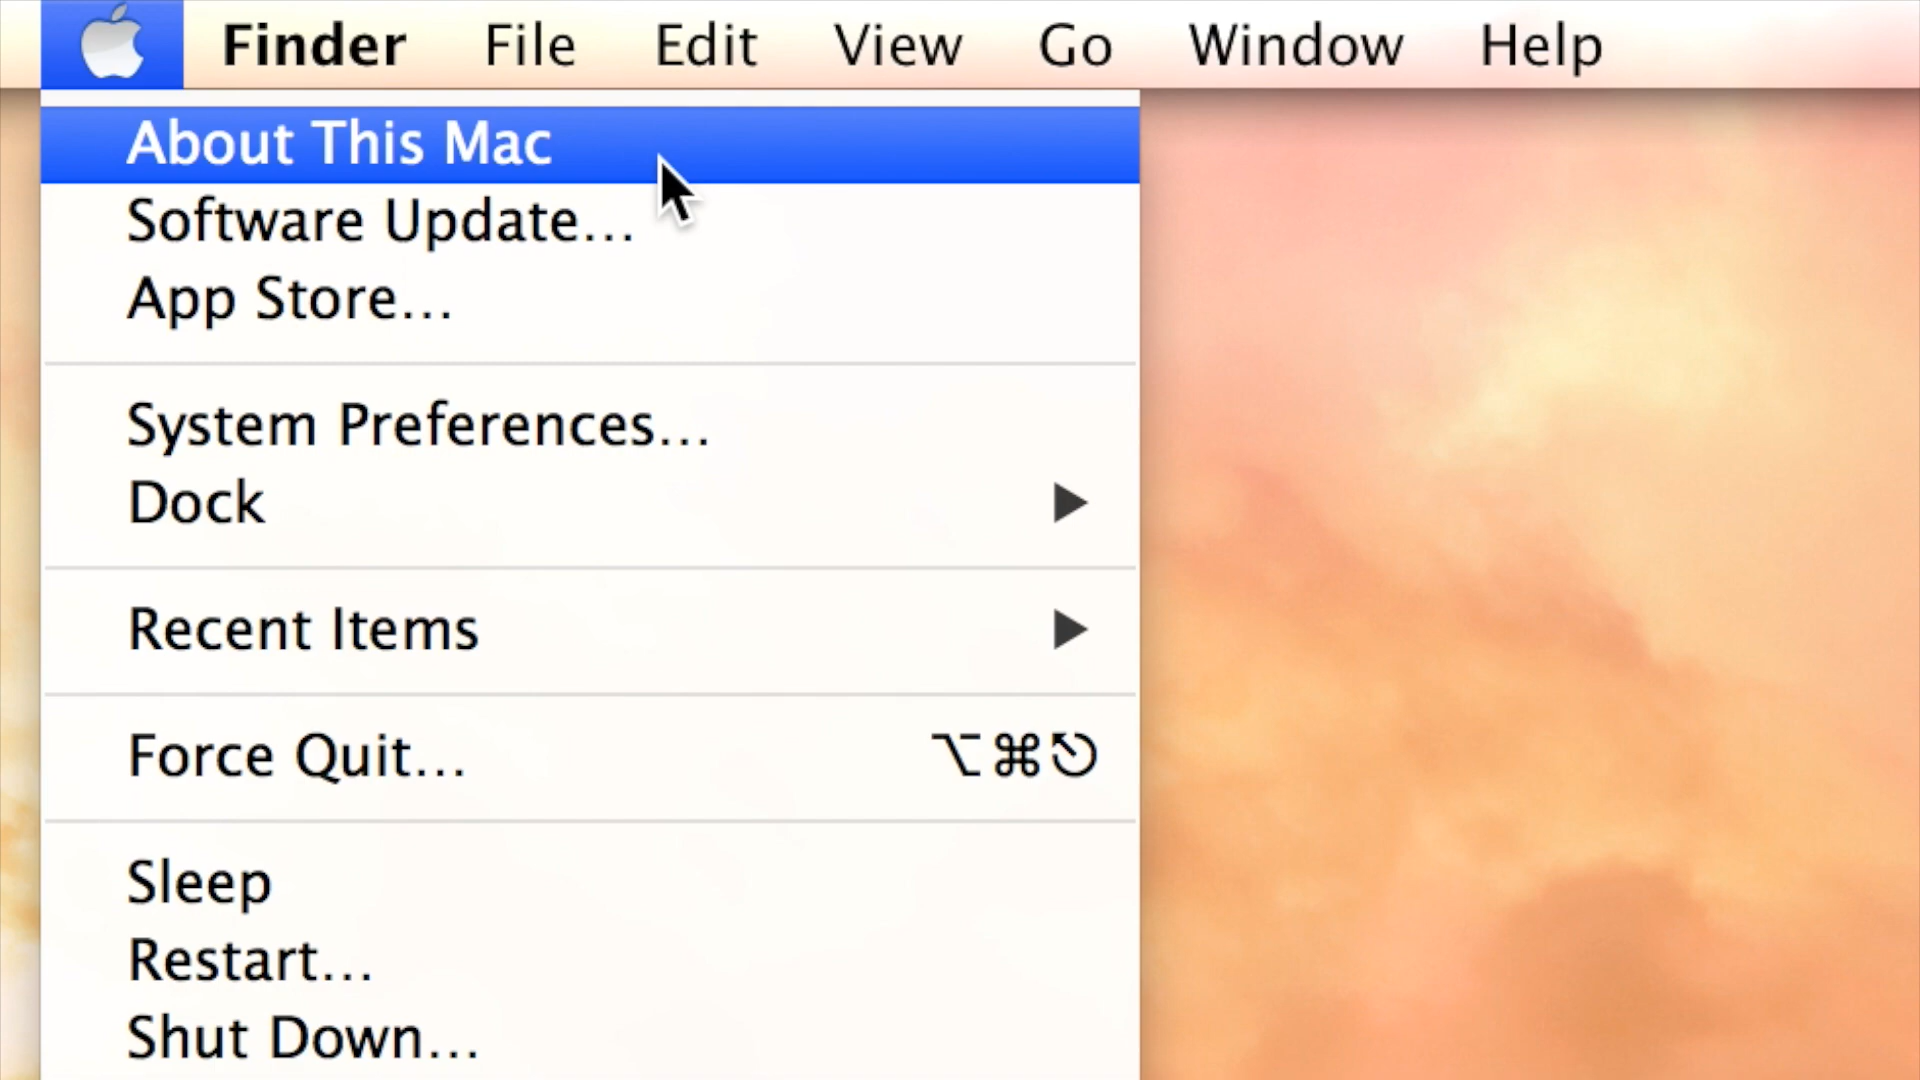 Finder File Edit View Go Window Help
About This Mac
Software Update...
App Store...
System Preferences...
Dock ▶
Recent Items ▶
Force Quit... ⌥⌘⎋
Sleep
Restart...
Shut Down...